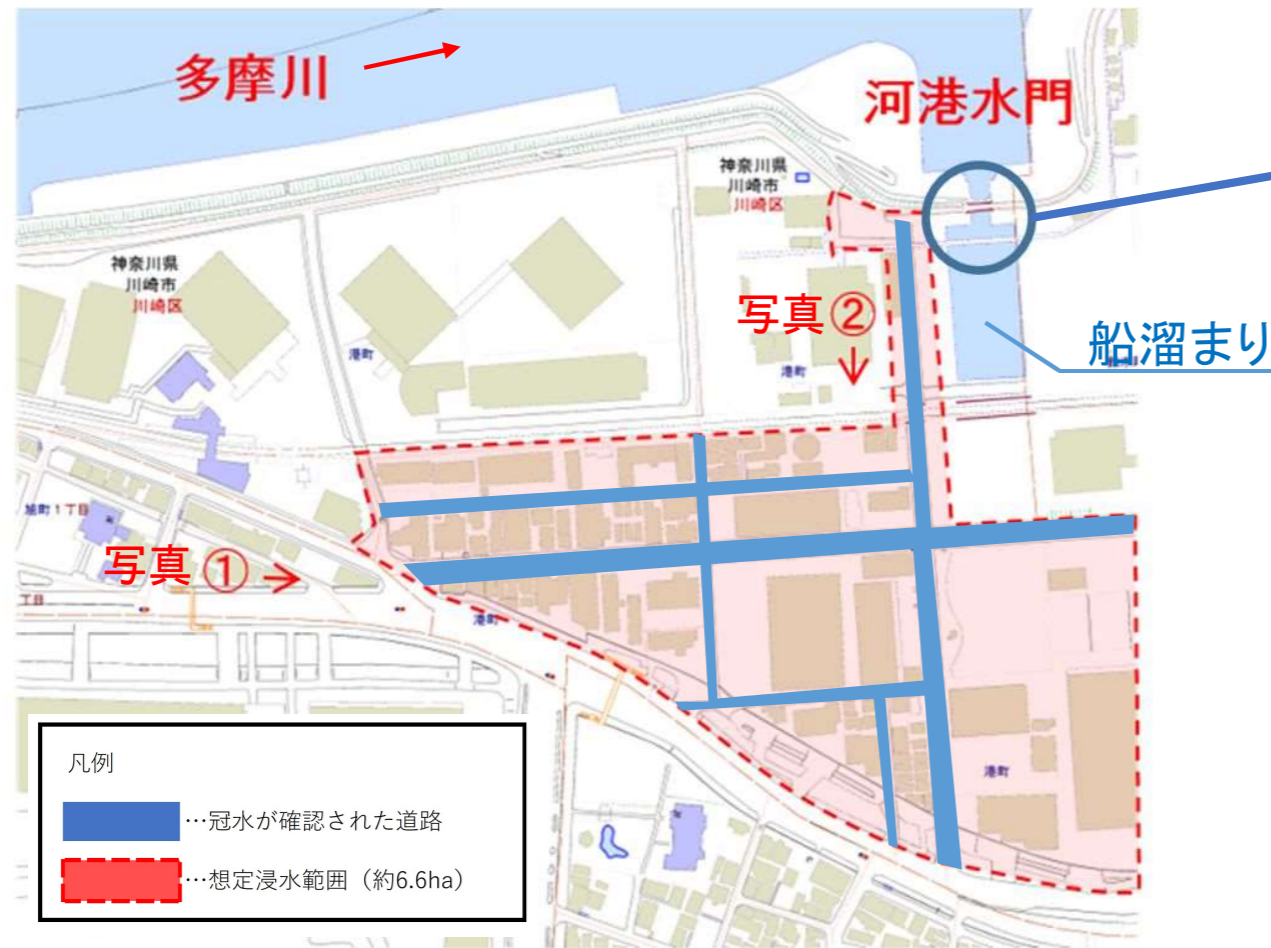 多摩川
河港水門
神奈川県
川崎市
川崎区
神奈川県
川崎市
川崎区
写真②
船溜まり
港町
港町
旭町1丁目
写真①
丁目
港町
港町
凡例
…冠水が確認された道路
…想定浸水範囲（約6.6ha）